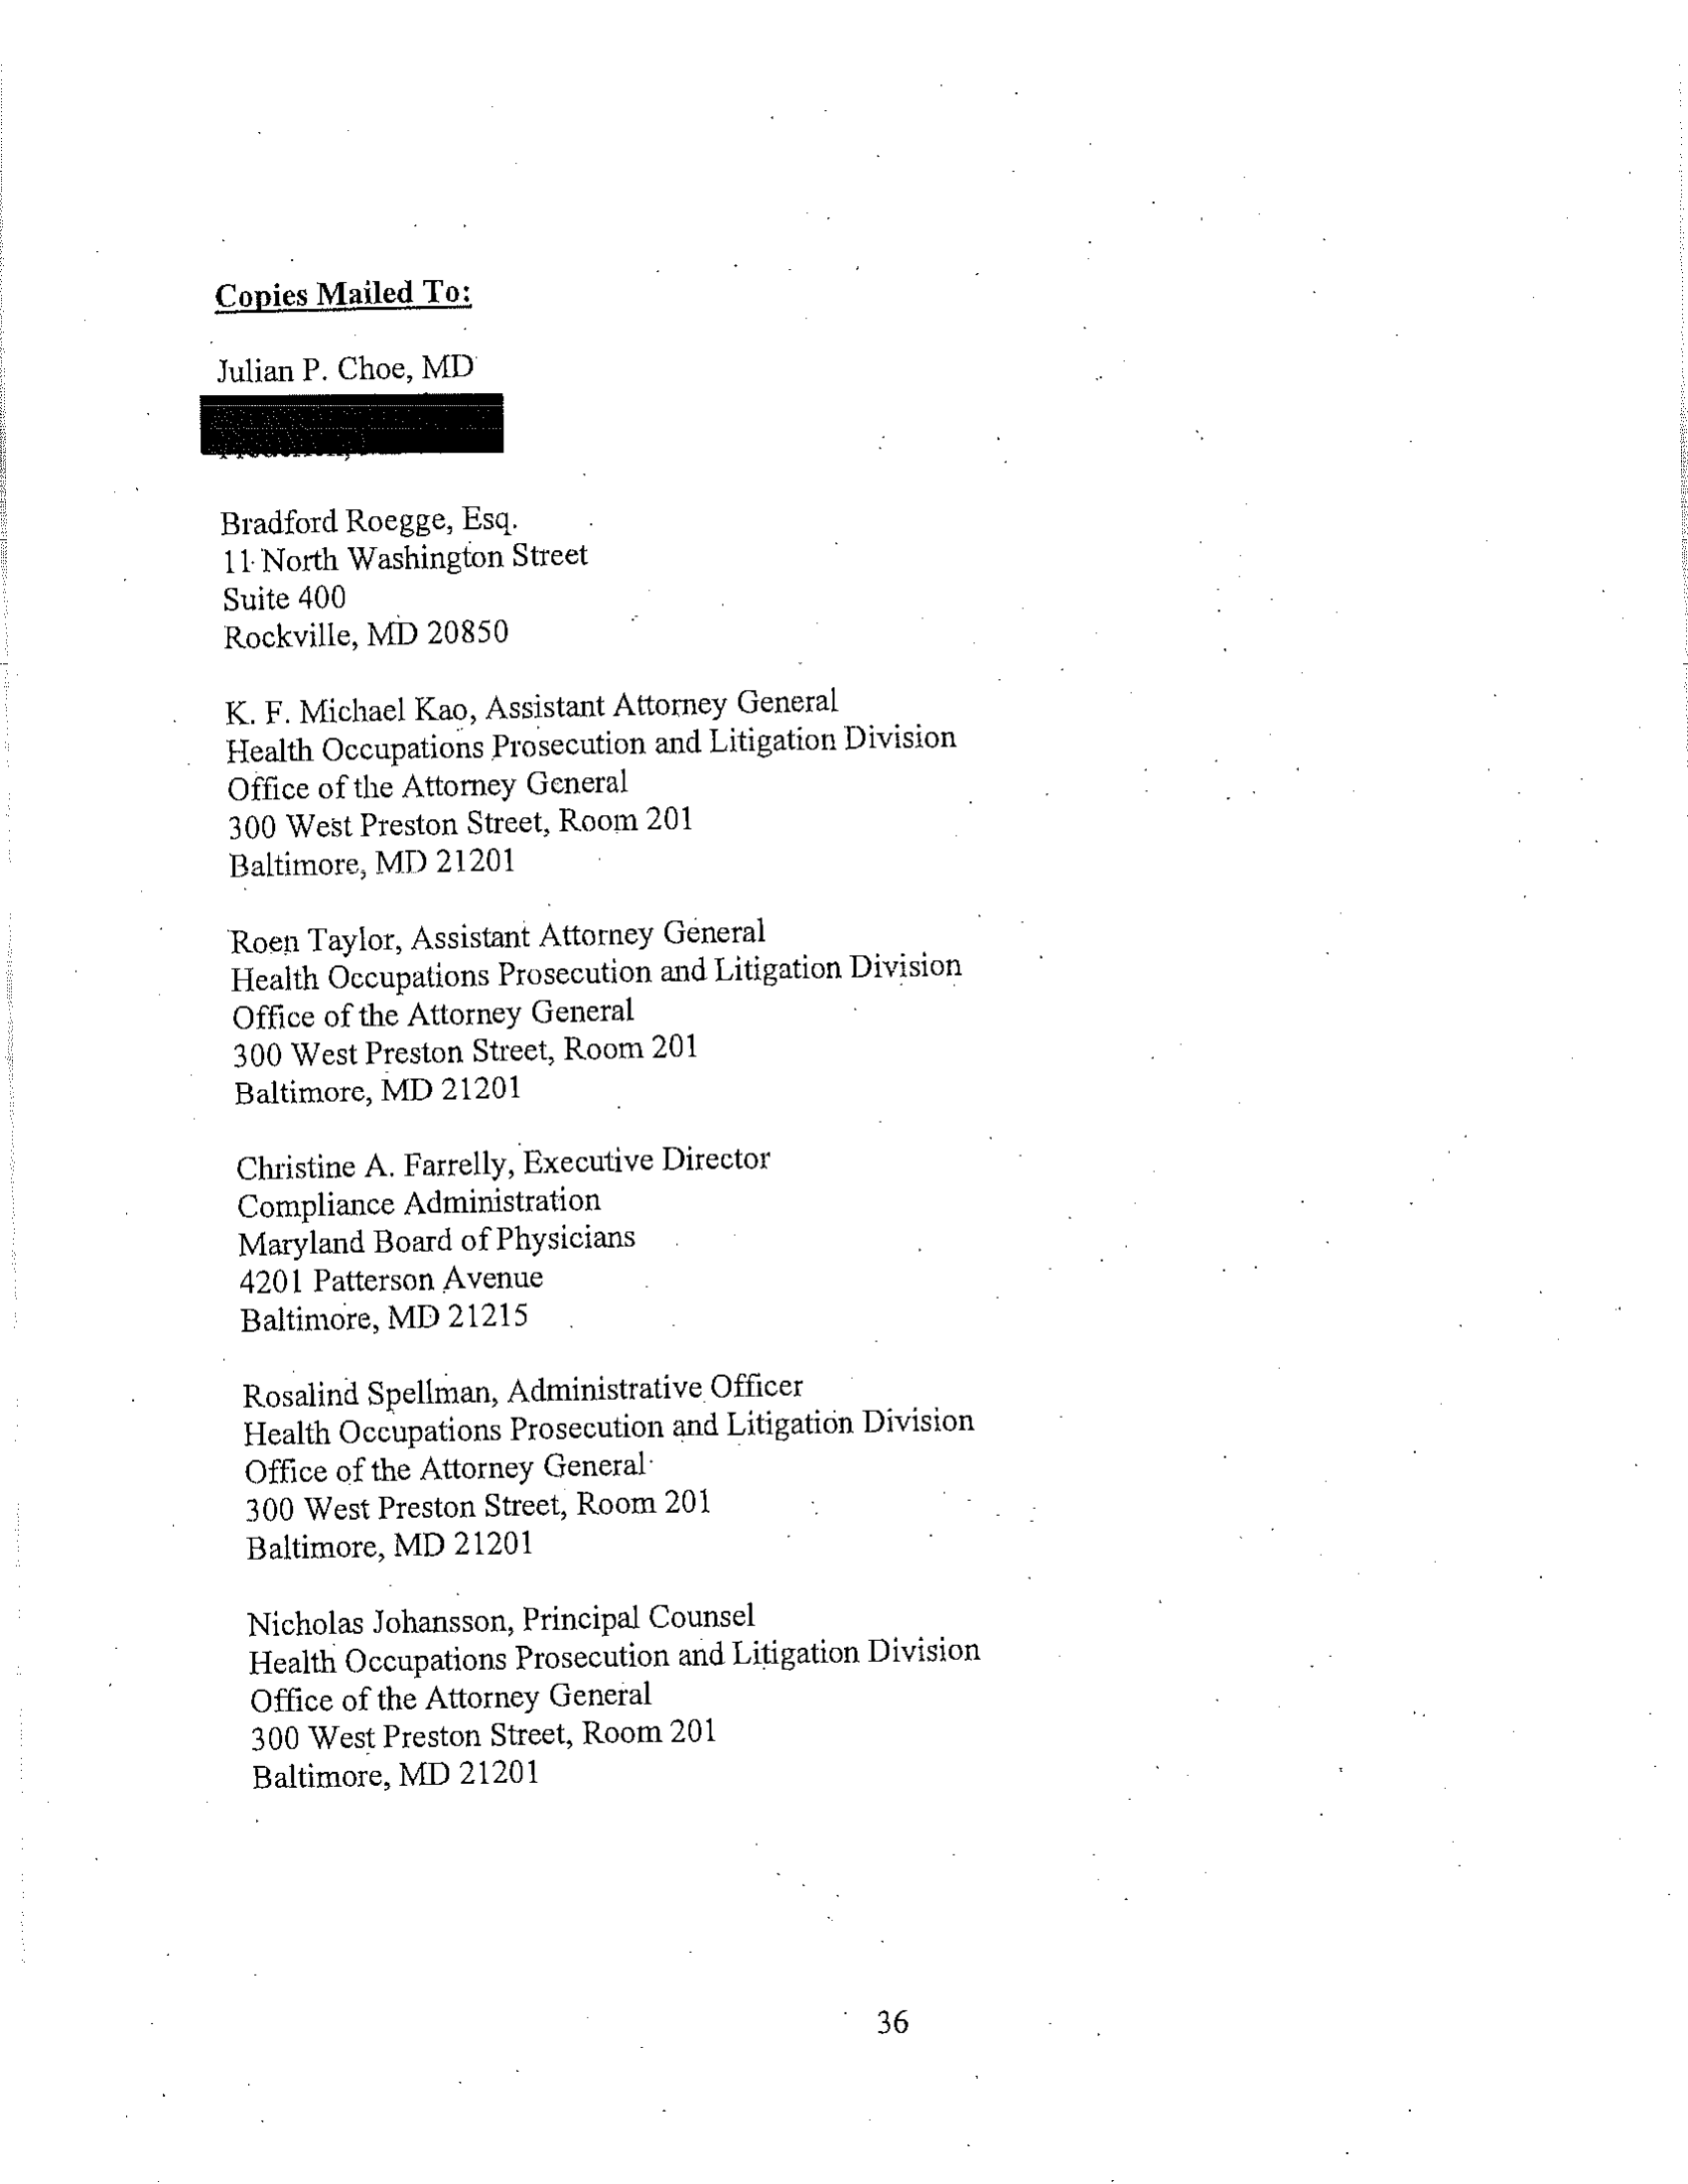 Copies Mailed To:
Julian P. Choe, MD
Bradford Roegge, Esq.
11 North Washington Street
Suite 400
Rockville, MD 20850
K. F. Michael Kao, Assistant Attorney General
Health Occupations Prosecution and Litigation Division
Office of the Attorney General
300 West Preston Street, Room 201
Baltimore, MD 21201
Roen Taylor, Assistant Attorney General
Health Occupations Prosecution and Litigation Division
Office of the Attorney General
300 West Preston Street, Room 201
Baltimore, MD 21201
Christine A. Farrelly, Executive Director
Compliance Administration
Maryland Board of Physicians
4201 Patterson Avenue
Baltimore, MD 21215
Rosalind Spellman, Administrative Officer
Health Occupations Prosecution and Litigation Division
Office of the Attorney General
300 West Preston Street, Room 201
Baltimore, MD 21201
Nicholas Johansson, Principal Counsel
Health Occupations Prosecution and Litigation Division
Office of the Attorney General
300 West Preston Street, Room 201
Baltimore, MD 21201
36